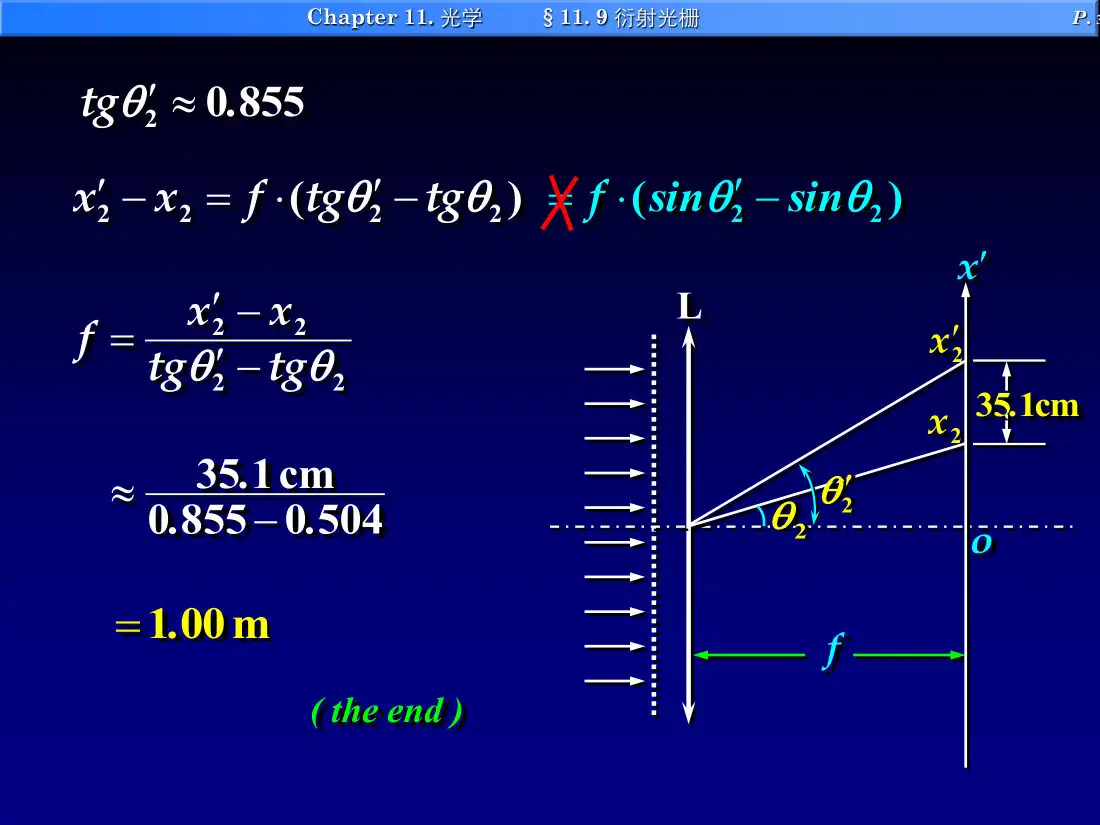 Chapter 11. 光学 § 11. 9 衍射光栅 P.
tgθ′₂ ≈ 0.855
x′₂ − x₂ = f · (tgθ′₂ − tgθ₂) = f · (sinθ′₂ − sinθ₂)
f = (x′₂ − x₂) / (tgθ′₂ − tgθ₂)
≈ 35.1 cm / (0.855 − 0.504)
= 1.00 m
( the end )
L
x′
x′₂
35.1cm
x₂
θ′₂
θ₂
o
f